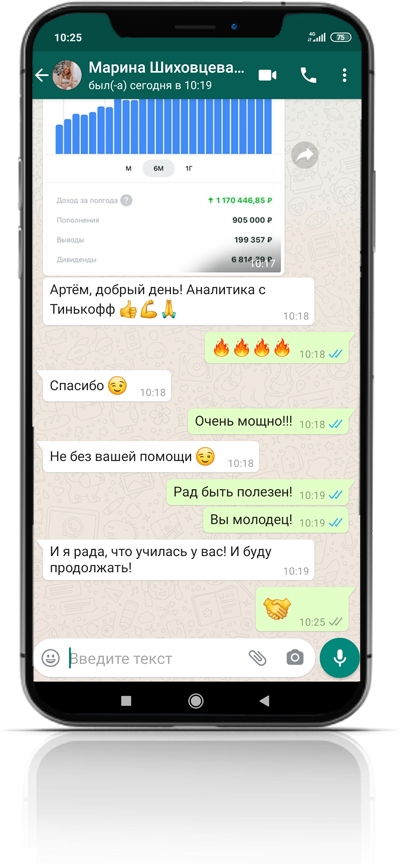 10:25
4G
75
Марина Шиховцева...
был(-а) сегодня в 10:19
М 6М 1Г
Доход за полгода ? ↑ 1 170 446,85 ₽
Пополнения 905 000 ₽
Выводы 199 357 ₽
Дивиденды 6 814,29 ₽
10:17
Артём, добрый день! Аналитика с
Тинькофф 👍💪🙏
10:18
🔥🔥🔥🔥 10:18
Спасибо 😉 10:18
Очень мощно!!! 10:18
Не без вашей помощи 😉 10:18
Рад быть полезен! 10:19
Вы молодец! 10:19
И я рада, что училась у вас! И буду
продолжать! 10:19
🤝 10:25
Введите текст